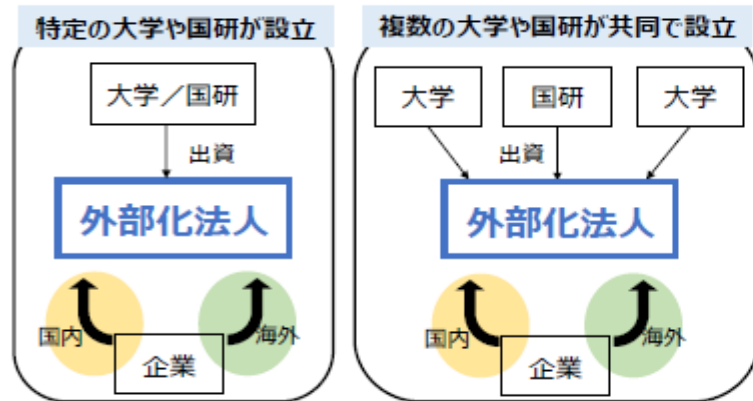 特定の大学や国研が設立
大学／国研
出資
外部化法人
国内
海外
企業
複数の大学や国研が共同で設立
大学
国研
大学
出資
外部化法人
国内
海外
企業